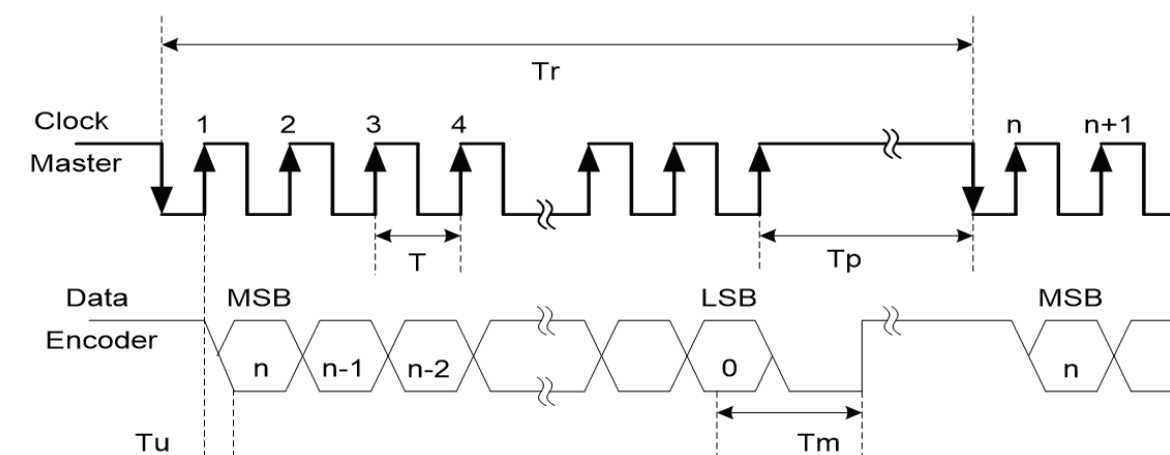 Tr
Clock
Master
1 2 3 4 n n+1
T
Tp
Data
Encoder
MSB LSB MSB
n n-1 n-2 0 n
Tu
Tm